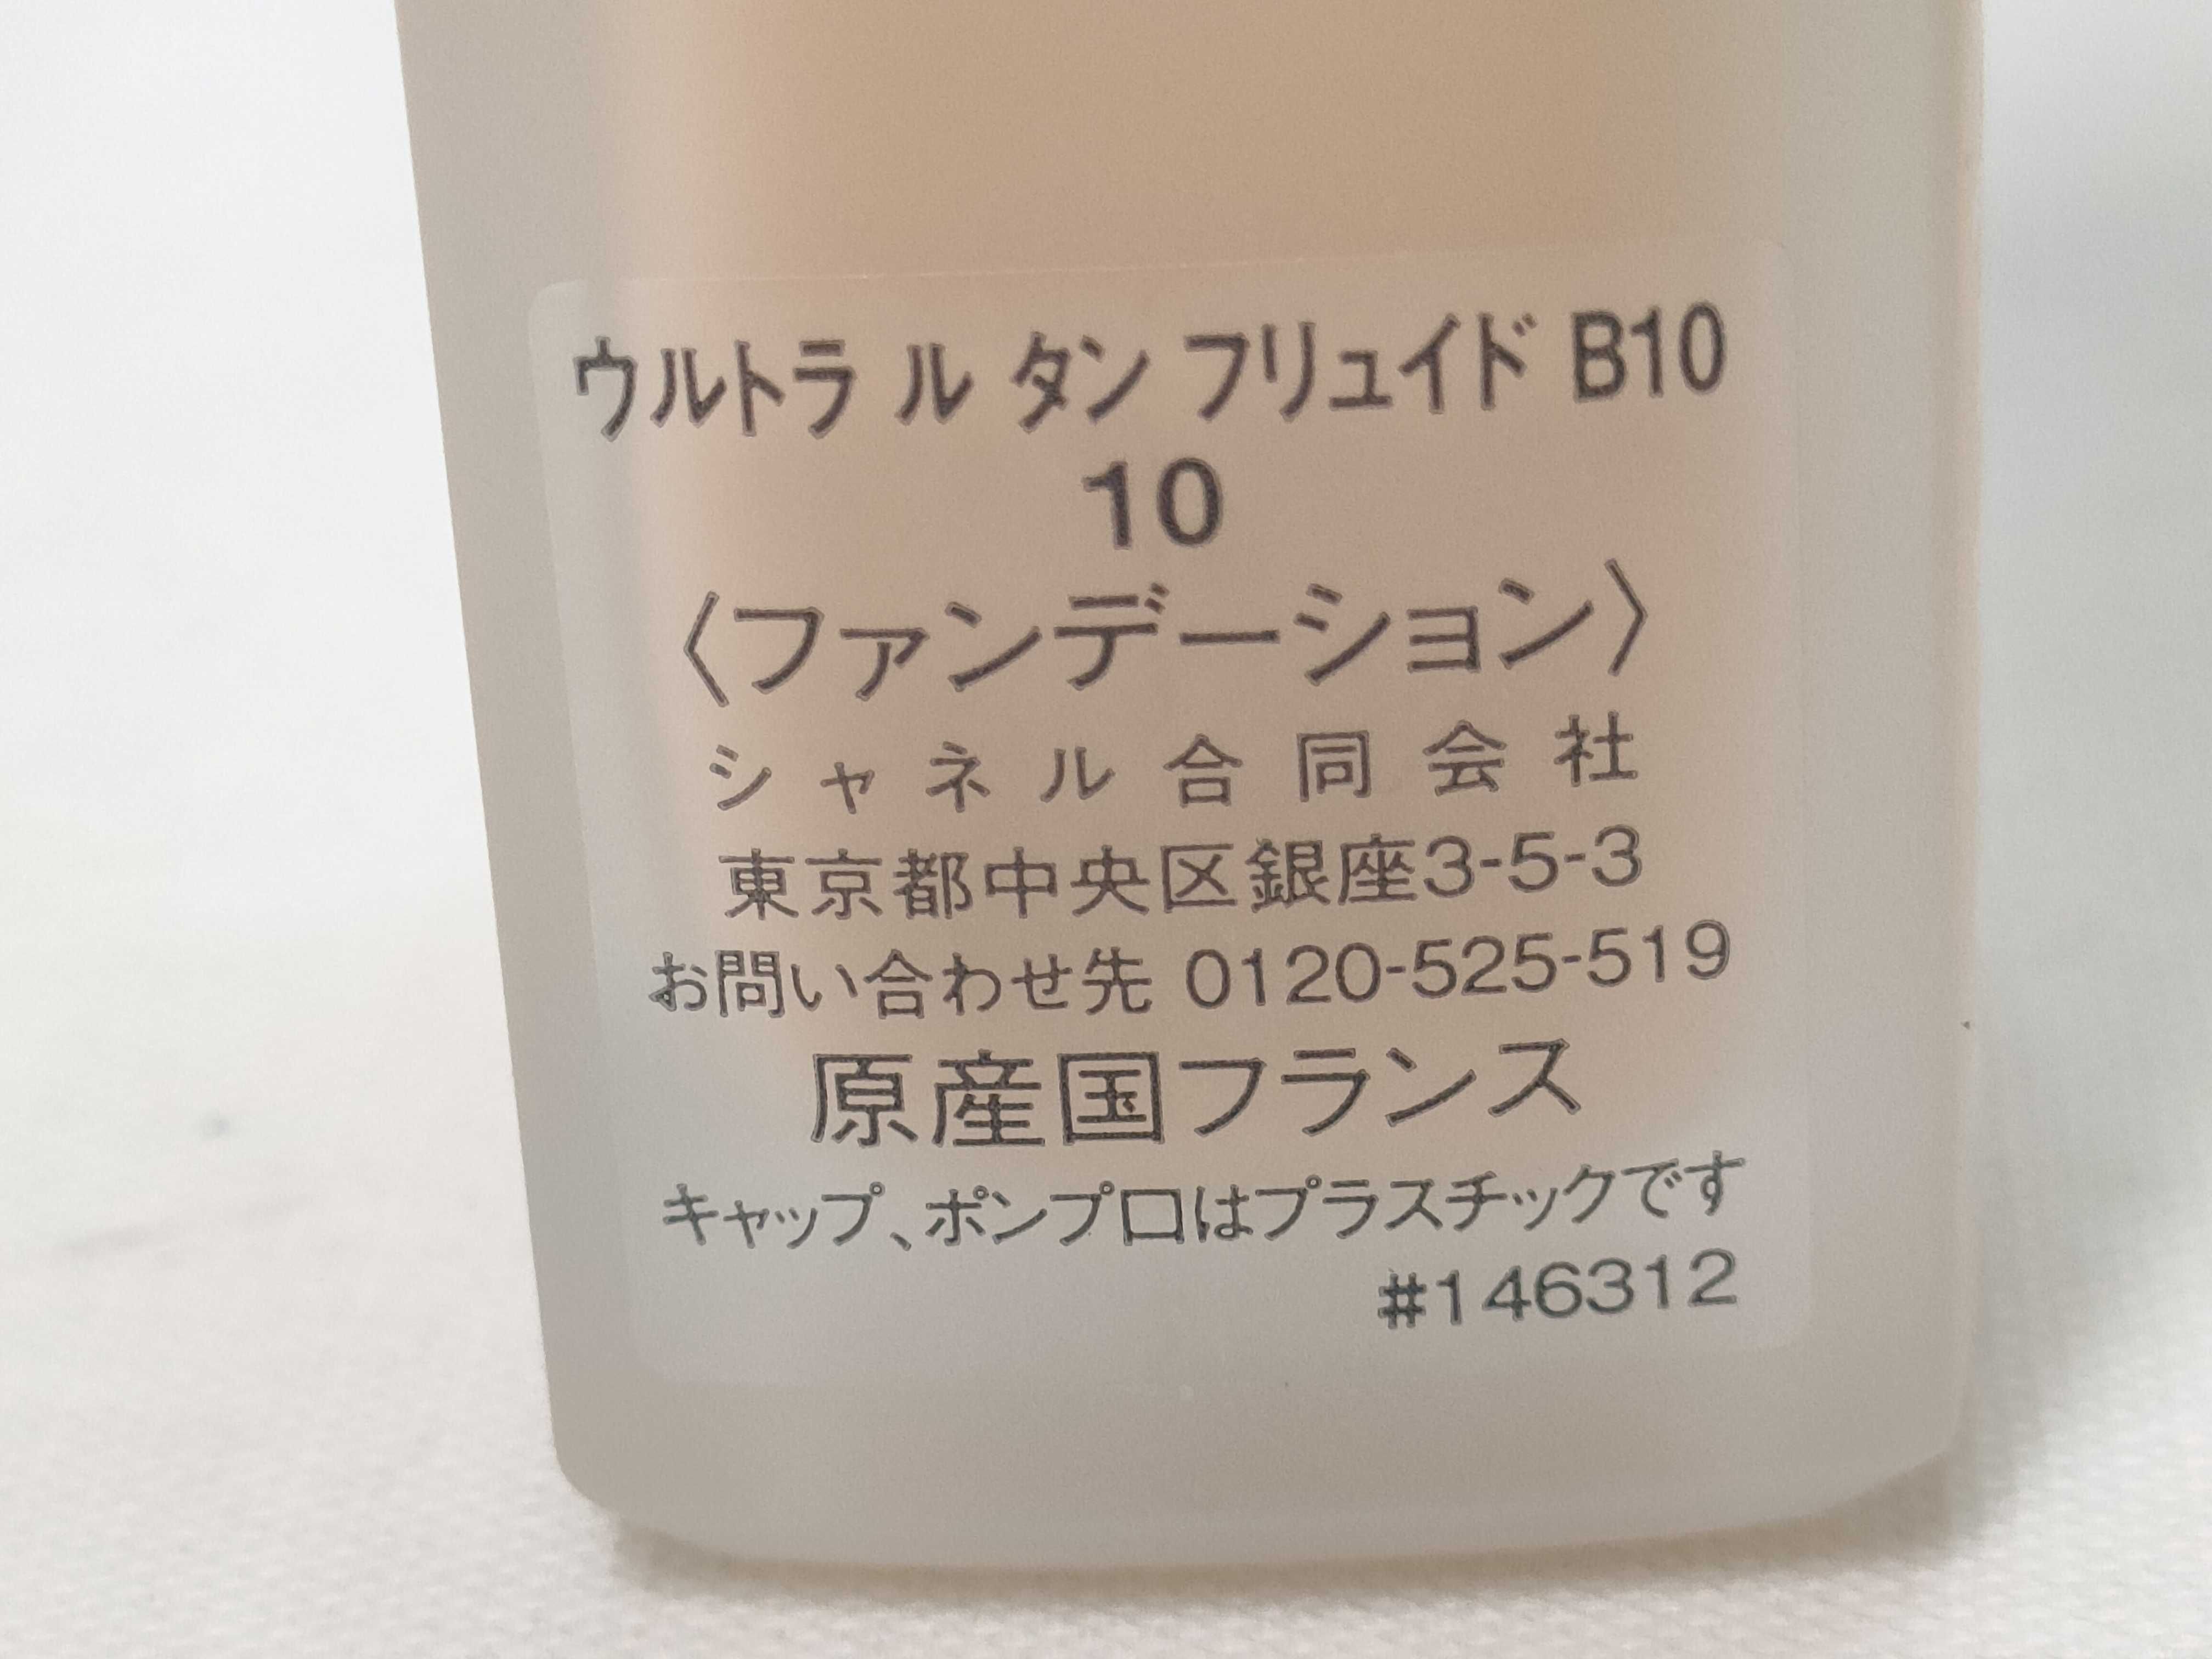 ウルトラ ル タン フリュイド B10
10
〈ファンデーション〉
シャネル合同会社
東京都中央区銀座3-5-3
お問い合わせ先 0120-525-519
原産国フランス
キャップ、ポンプ口はプラスチックです
#146312